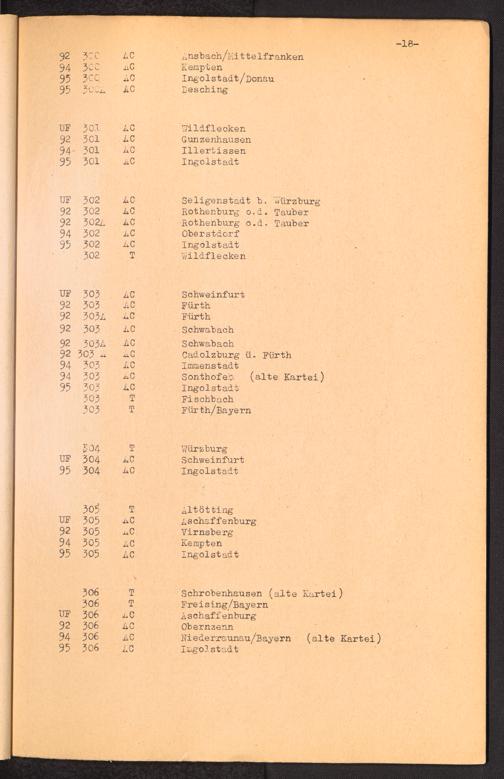 -18-
92 300 AC Ansbach/Mittelfranken
94 300 AC Kempten
95 300 AC Ingolstadt/Donau
95 300A AC Desching
UF 301 AC Wildflecken
92 301 AC Gunzenhausen
94 301 AC Illertissen
95 301 AC Ingolstadt
UF 302 AC Seligenstadt b. Würzburg
92 302 AC Rothenburg o.d. Tauber
92 302A AC Rothenburg o.d. Tauber
94 302 AC Oberstdorf
95 302 AC Ingolstadt
302 T Wildflecken
UF 303 AC Schweinfurt
92 303 AC Fürth
92 303A AC Fürth
92 303 AC Schwabach
92 303A AC Schwabach
92 303 A AC Cadolzburg ü. Fürth
94 303 AC Immenstadt
94 303 AC Sonthofen (alte Kartei)
95 303 AC Ingolstadt
303 T Fischbach
303 T Fürth/Bayern
304 T Würzburg
UF 304 AC Schweinfurt
95 304 AC Ingolstadt
305 T Altötting
UF 305 AC Aschaffenburg
92 305 AC Virnsberg
94 305 AC Kempten
95 305 AC Ingolstadt
306 T Schrobenhausen (alte Kartei)
306 T Freising/Bayern
UF 306 AC Aschaffenburg
92 306 AC Obernzenn
94 306 AC Niederraunau/Bayern (alte Kartei)
95 306 AC Ingolstadt